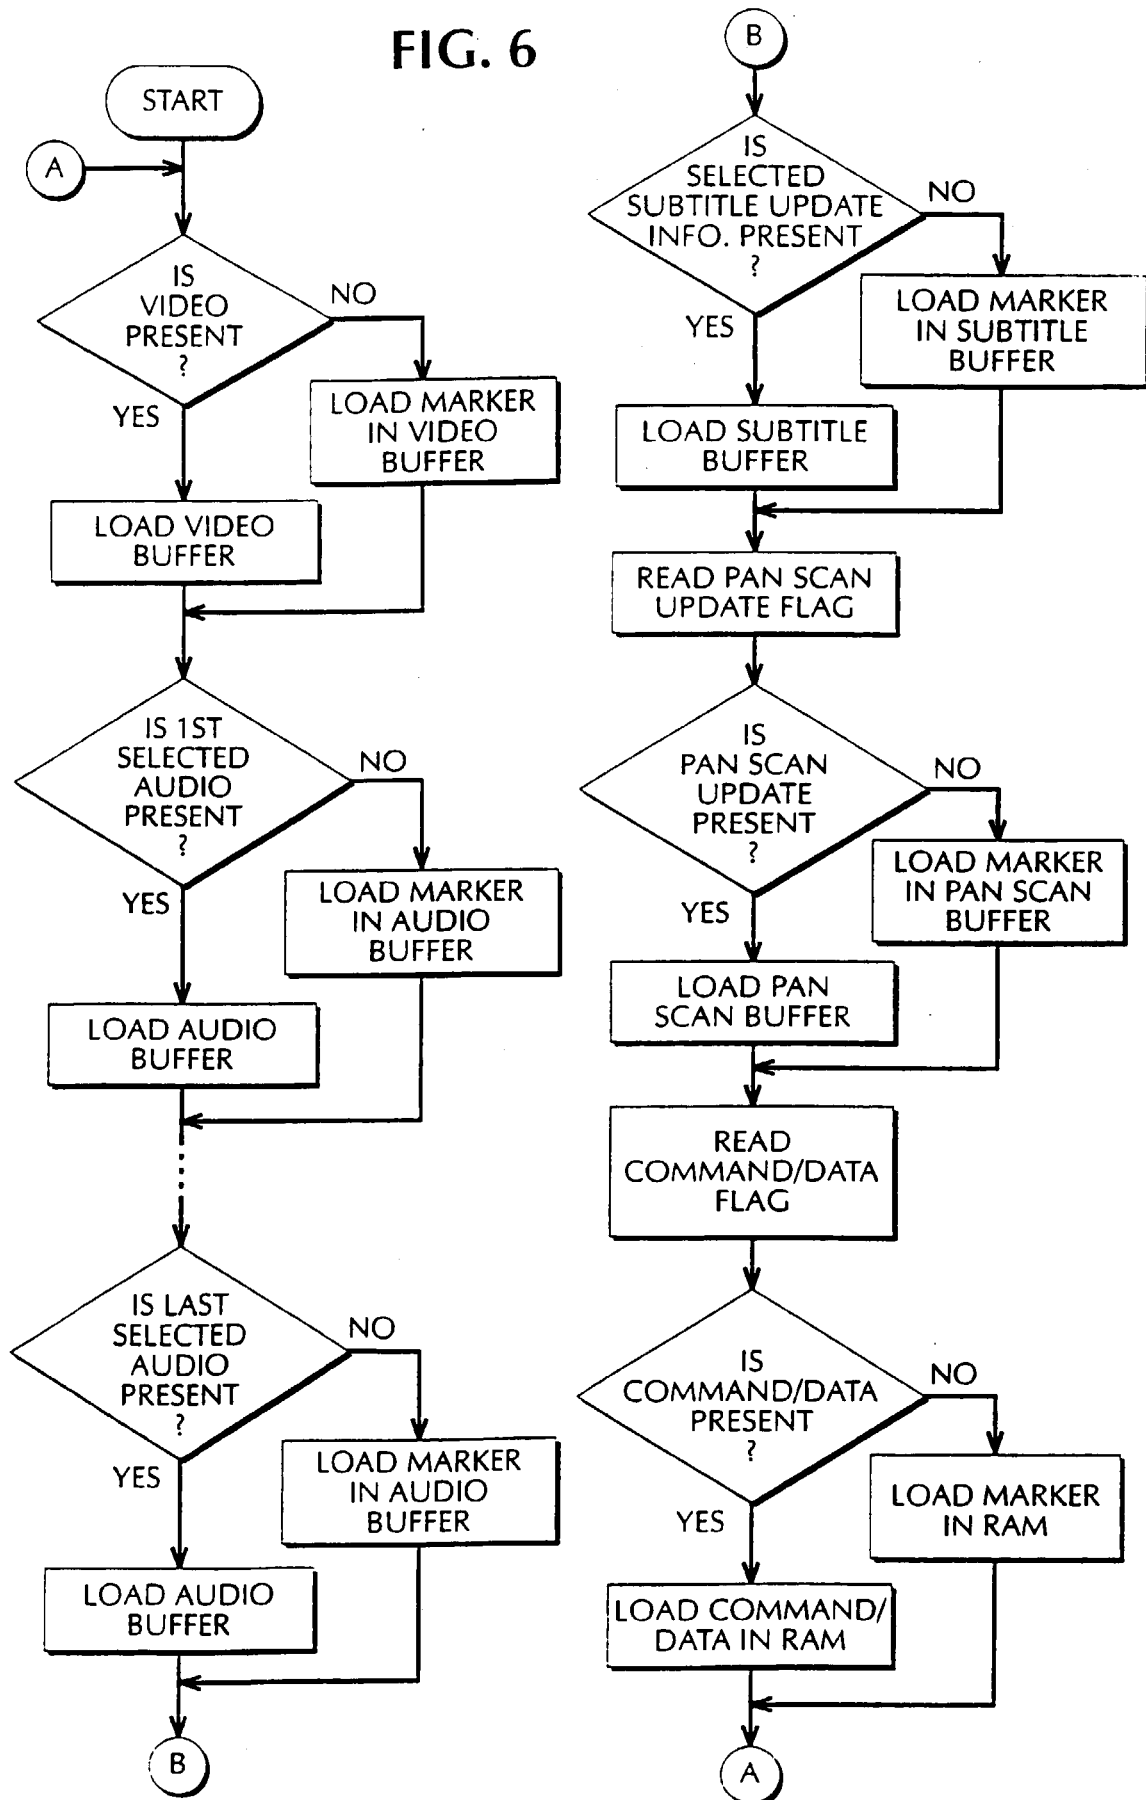 FIG. 6
START
A
IS
VIDEO
PRESENT
?
NO
YES
LOAD MARKER
IN VIDEO
BUFFER
LOAD VIDEO
BUFFER
IS 1ST
SELECTED
AUDIO
PRESENT
?
NO
YES
LOAD MARKER
IN AUDIO
BUFFER
LOAD AUDIO
BUFFER
IS LAST
SELECTED
AUDIO
PRESENT
?
NO
YES
LOAD MARKER
IN AUDIO
BUFFER
LOAD AUDIO
BUFFER
B
B
IS
SELECTED
SUBTITLE UPDATE
INFO. PRESENT
?
NO
YES
LOAD MARKER
IN SUBTITLE
BUFFER
LOAD SUBTITLE
BUFFER
READ PAN SCAN
UPDATE FLAG
IS
PAN SCAN
UPDATE
PRESENT
?
NO
YES
LOAD MARKER
IN PAN SCAN
BUFFER
LOAD PAN
SCAN BUFFER
READ
COMMAND/DATA
FLAG
IS
COMMAND/DATA
PRESENT
?
NO
YES
LOAD MARKER
IN RAM
LOAD COMMAND/
DATA IN RAM
A